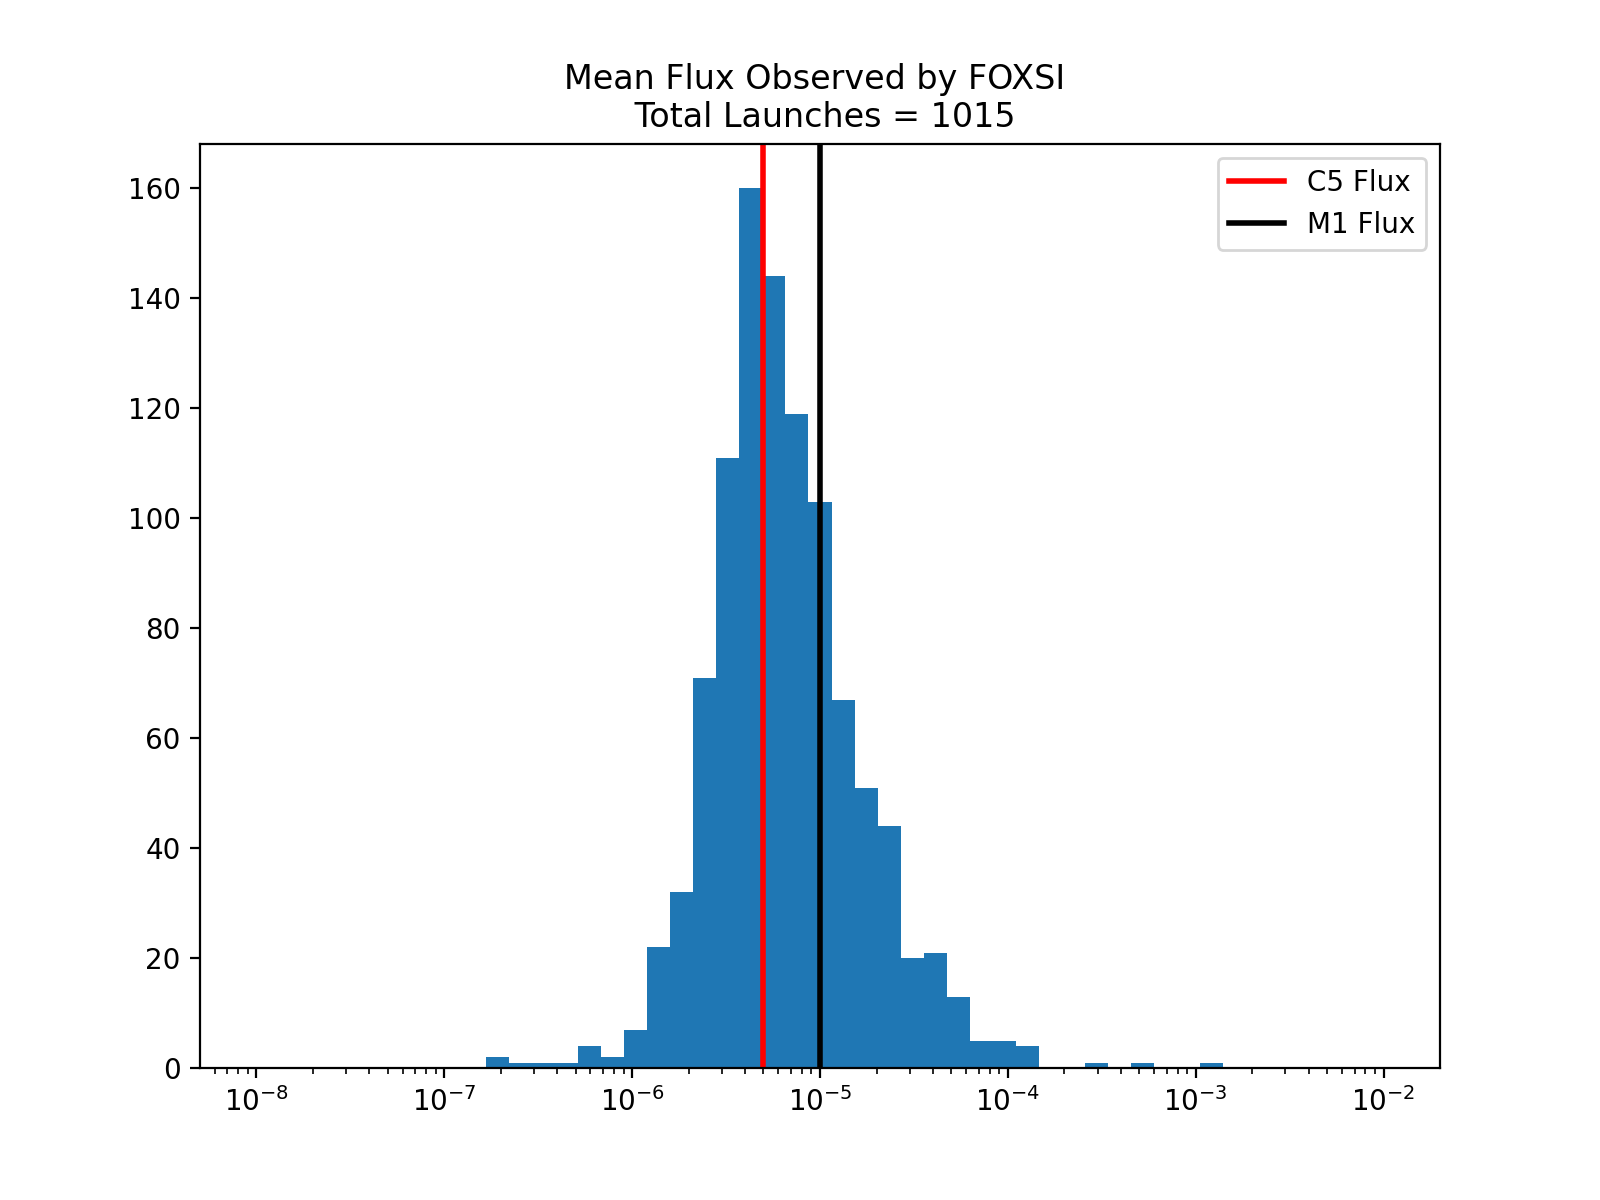 Mean Flux Observed by FOXSI
Total Launches = 1015
C5 Flux
M1 Flux
160
140
120
100
80
60
40
20
0
10⁻⁸ 10⁻⁷ 10⁻⁶ 10⁻⁵ 10⁻⁴ 10⁻³ 10⁻²